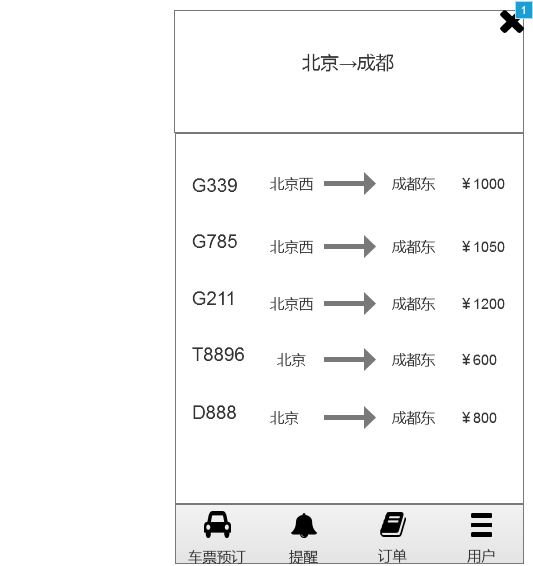 1
北京→成都
G339 北京西 成都东 ¥1000
G785 北京西 成都东 ¥1050
G211 北京西 成都东 ¥1200
T8896 北京 成都东 ¥600
D888 北京 成都东 ¥800
车票预订 提醒 订单 用户